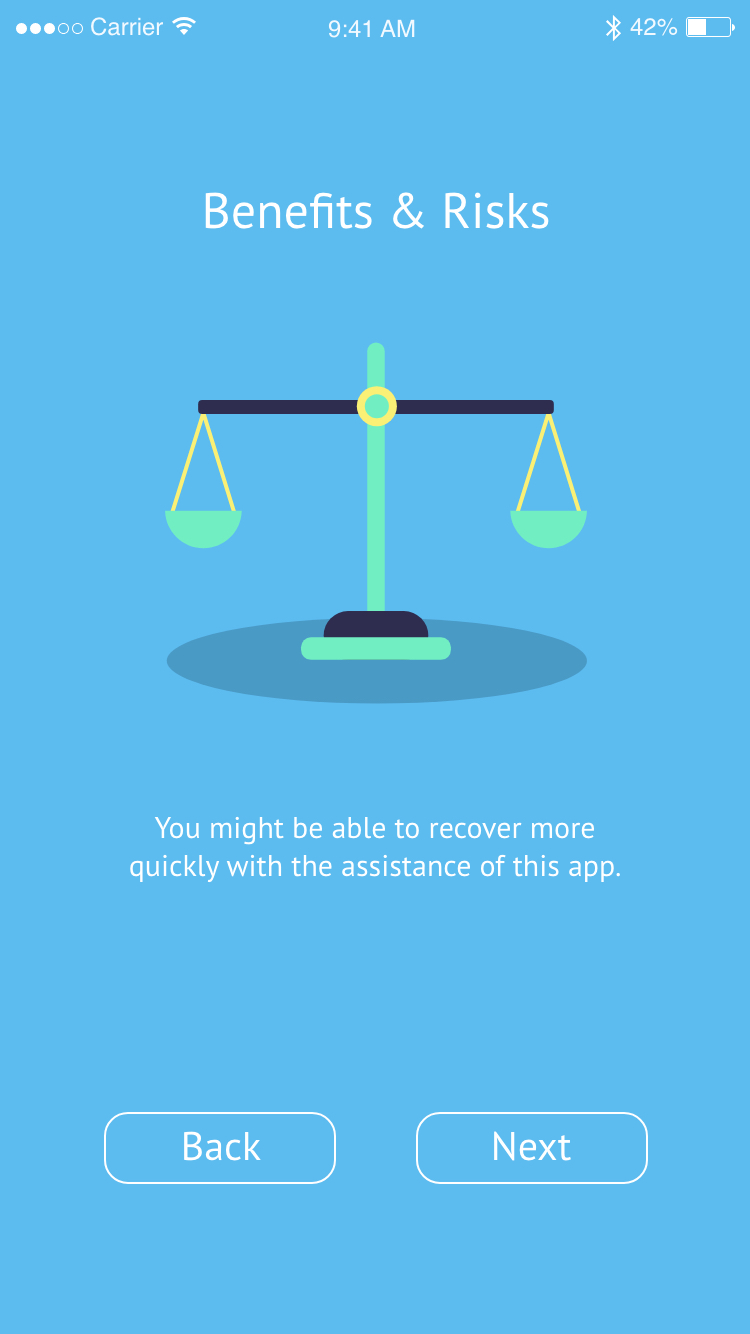 Carrier 9:41 AM 42%
Benefits & Risks
You might be able to recover more
quickly with the assistance of this app.
Back Next